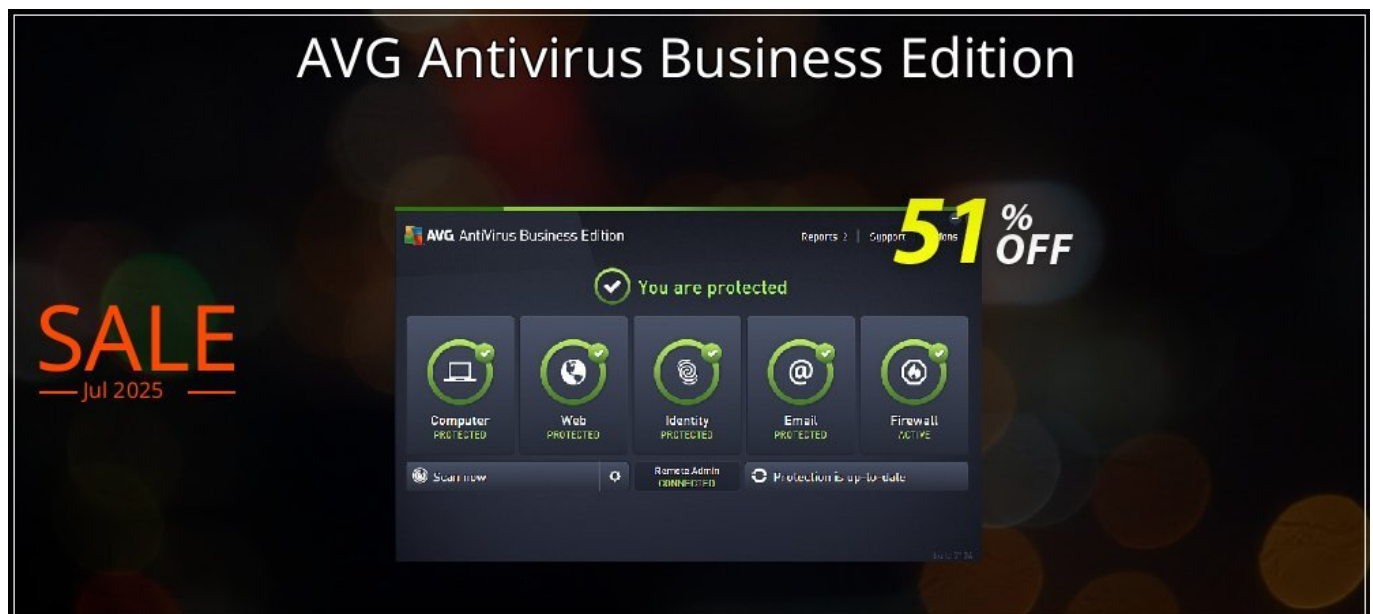 AVG Antivirus Business Edition
51 % OFF
AVG AntiVirus Business Edition
Reports 2 | Support
You are protected
SALE
Jul 2025
Computer
PROTECTED
Web
PROTECTED
Identity
PROTECTED
Email
PROTECTED
Firewall
ACTIVE
Scan now
Remote Admin
CONNECTED
Protection is up-to-date